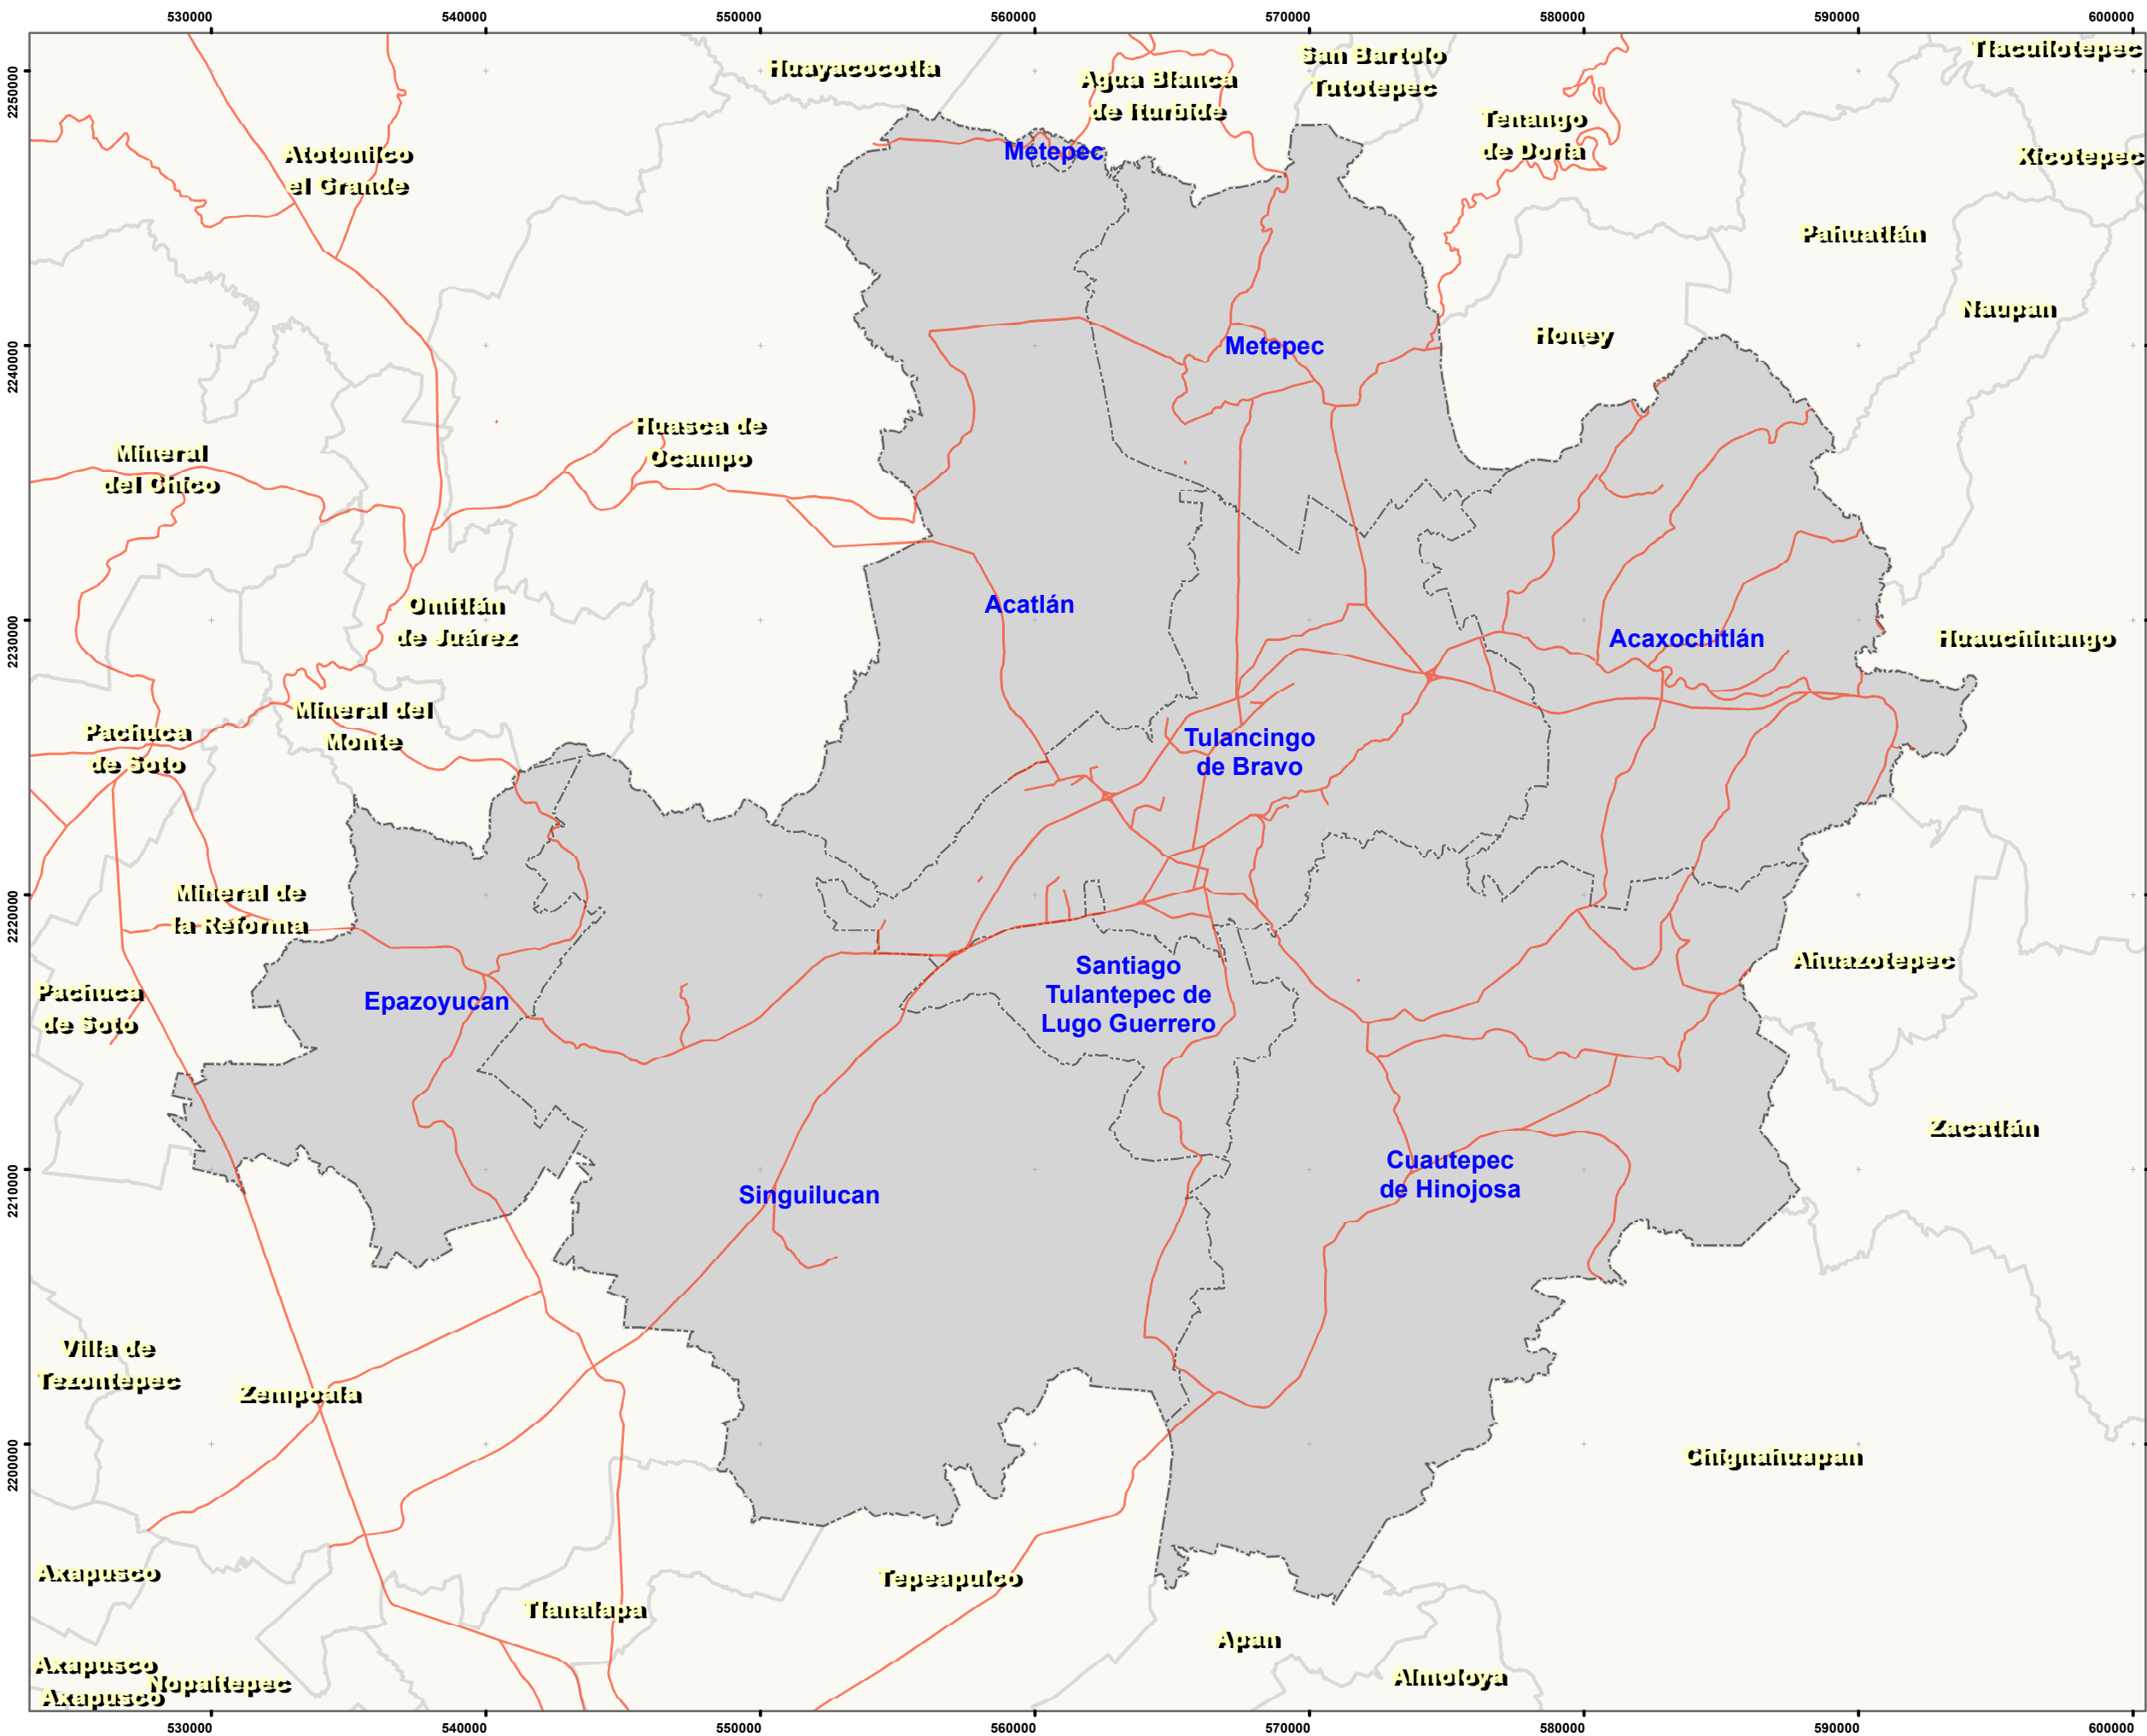 530000 540000 550000 560000 570000 580000 590000 600000
Tlacuilotepec
Huayacocotla
San Bartolo
Tutotepec
Agua Blanca
de Iturbide
2250000
Tenango
de Doria
Metepec
Atotonilco
el Grande
Xicotepec
Pahuatlán
Naupan
Honey
Metepec
2240000
Huasca de
Ocampo
Mineral
del Chico
Acatlán
Omitlán
de Juárez
2230000
Acaxochitlán
Huauchinango
Mineral del
Monte
Pachuca
de Soto
Tulancingo
de Bravo
Mineral de
la Reforma
2220000
Ahuazotepec
Santiago
Tulantepec de
Lugo Guerrero
Epazoyucan
Pachuca
de Soto
Zacatlán
Cuautepec
de Hinojosa
2210000
Singuilucan
Villa de
Tezontepec
Zempoala
2200000
Chignahuapan
Axapusco
Tepeapulco
Tlanalapa
Apan
Axapusco
Almoloya
Nopaltepec
Axapusco
530000 540000 550000 560000 570000 580000 590000 600000